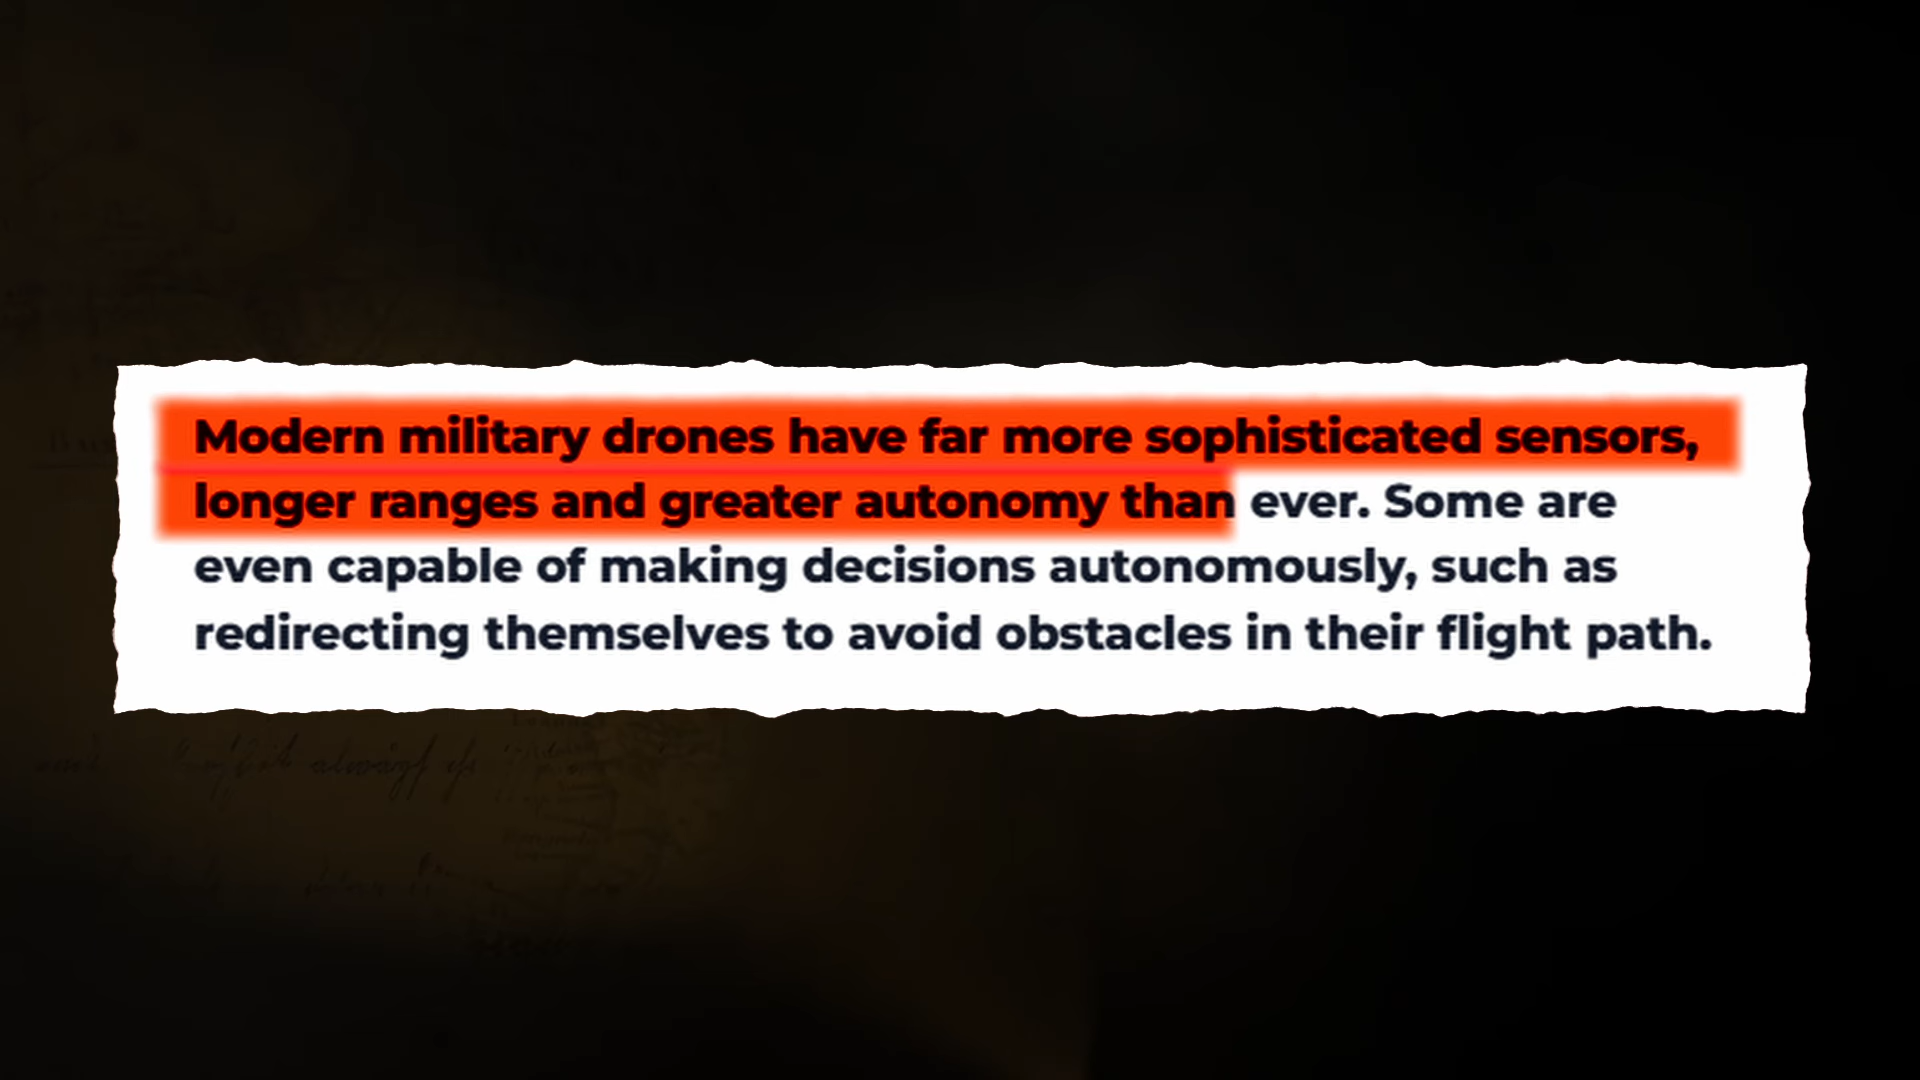 Modern military drones have far more sophisticated sensors,
longer ranges and greater autonomy than ever. Some are
even capable of making decisions autonomously, such as
redirecting themselves to avoid obstacles in their flight path.